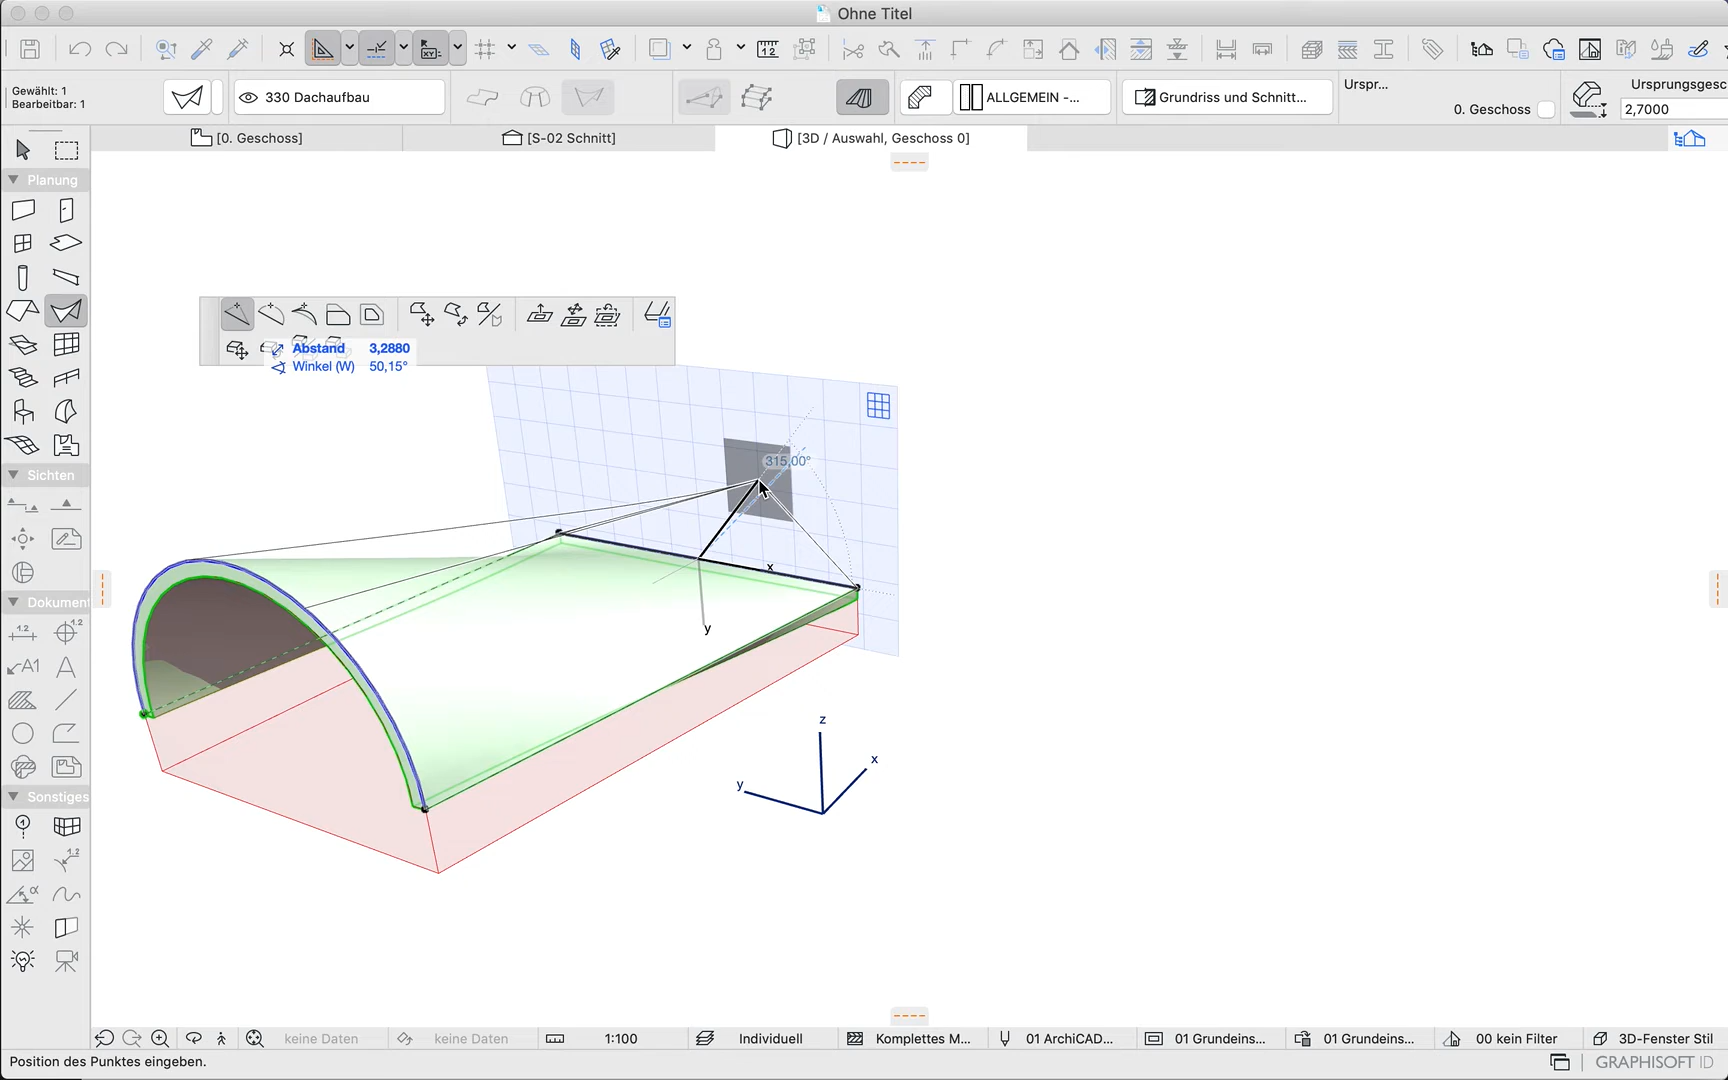 Ohne Titel
Gewählt: 1
Bearbeitbar: 1
330 Dachaufbau
ALLGEMEIN -...
Grundriss und Schnitt...
Urspr...
0. Geschoss
Ursprungsgesc
2,7000
[0. Geschoss]
[S-02 Schnitt]
[3D / Auswahl, Geschoss 0]
Planung
Abstand 3,2880
Winkel (W) 50,15°
315,00°
x
y
z
x
y
Sichten
Dokument
Sonstiges
keine Daten
keine Daten
1:100
Individuell
Komplettes M...
01 ArchiCAD...
01 Grundeins...
01 Grundeins...
00 kein Filter
3D-Fenster Stil
Position des Punktes eingeben.
GRAPHISOFT ID